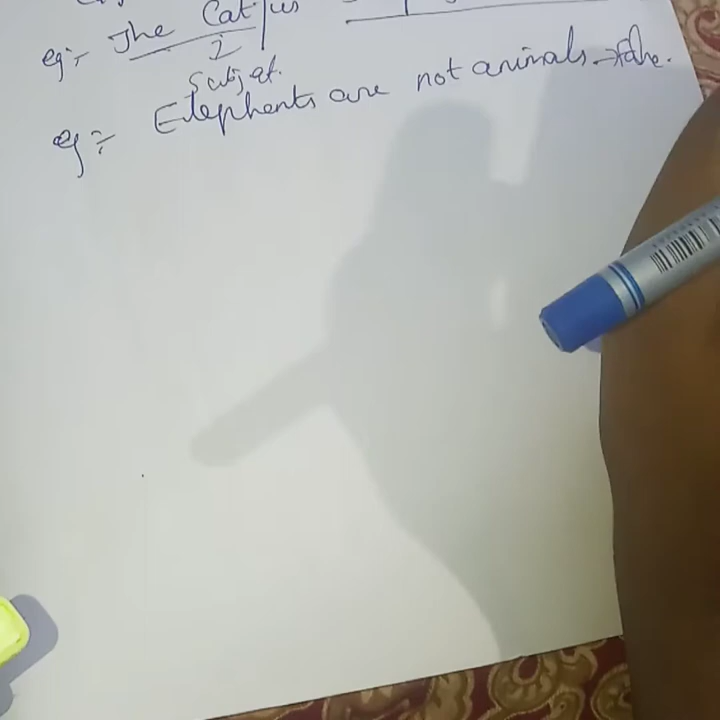 eg:- The Cat is
Subject.
eg:- Elephants are not animals. → False.